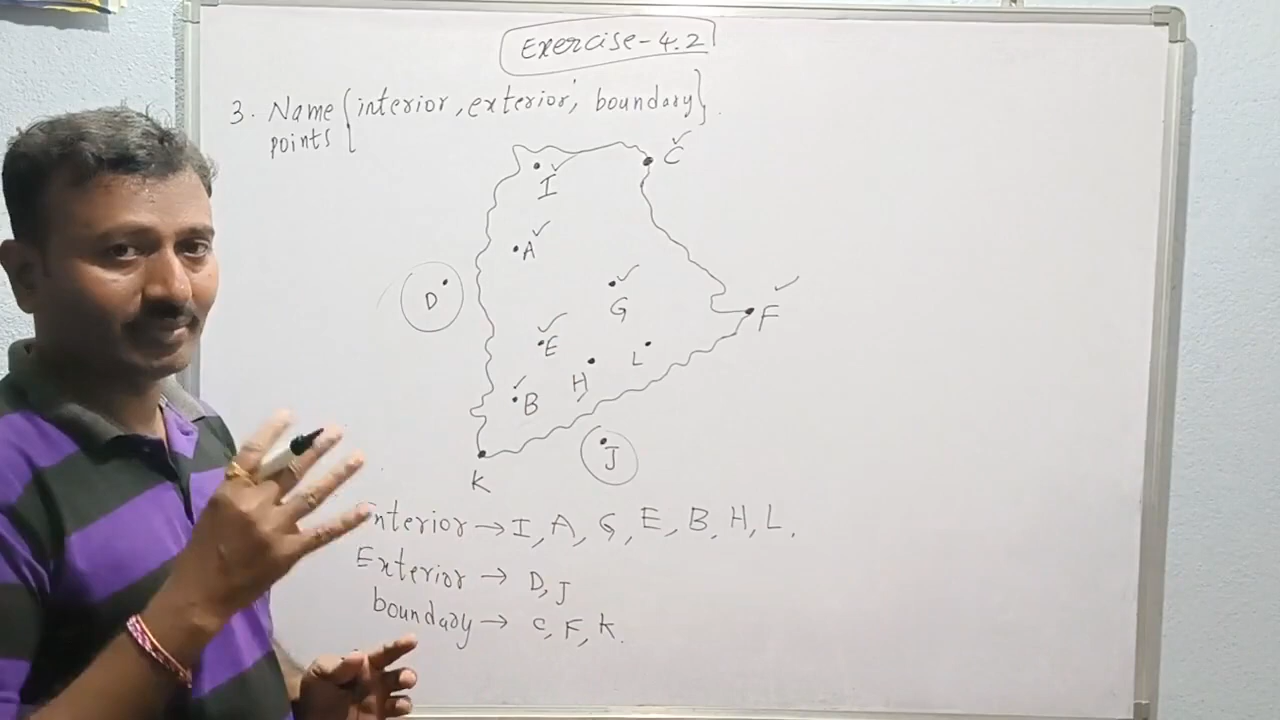 Exercise-4.2
3. Name {interior, exterior, boundary}.
points
C
I
A
D
G
F
E
L
H
B
J
K
Interior → I, A, G, E, B, H, L.
Exterior → D, J
boundary → C, F, K.